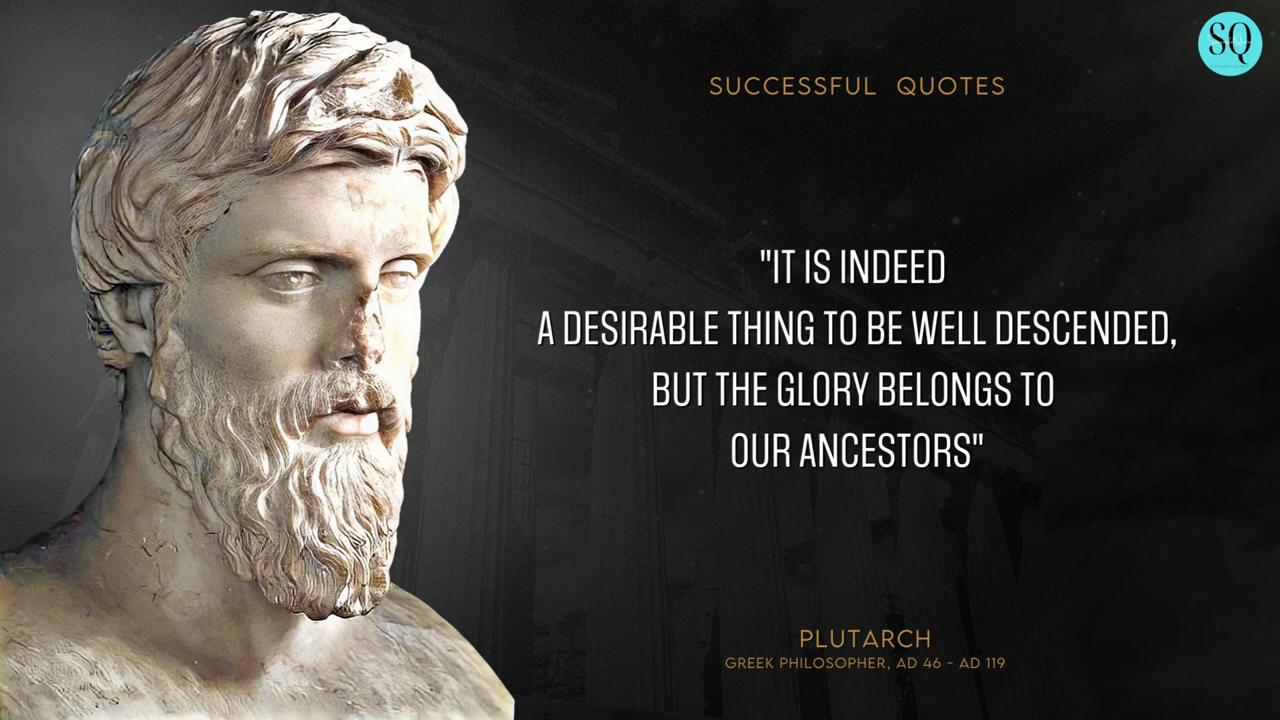 SQ
SUCCESSFUL QUOTES
"IT IS INDEED
A DESIRABLE THING TO BE WELL DESCENDED,
BUT THE GLORY BELONGS TO
OUR ANCESTORS"
PLUTARCH
GREEK PHILOSOPHER, AD 46 - AD 119